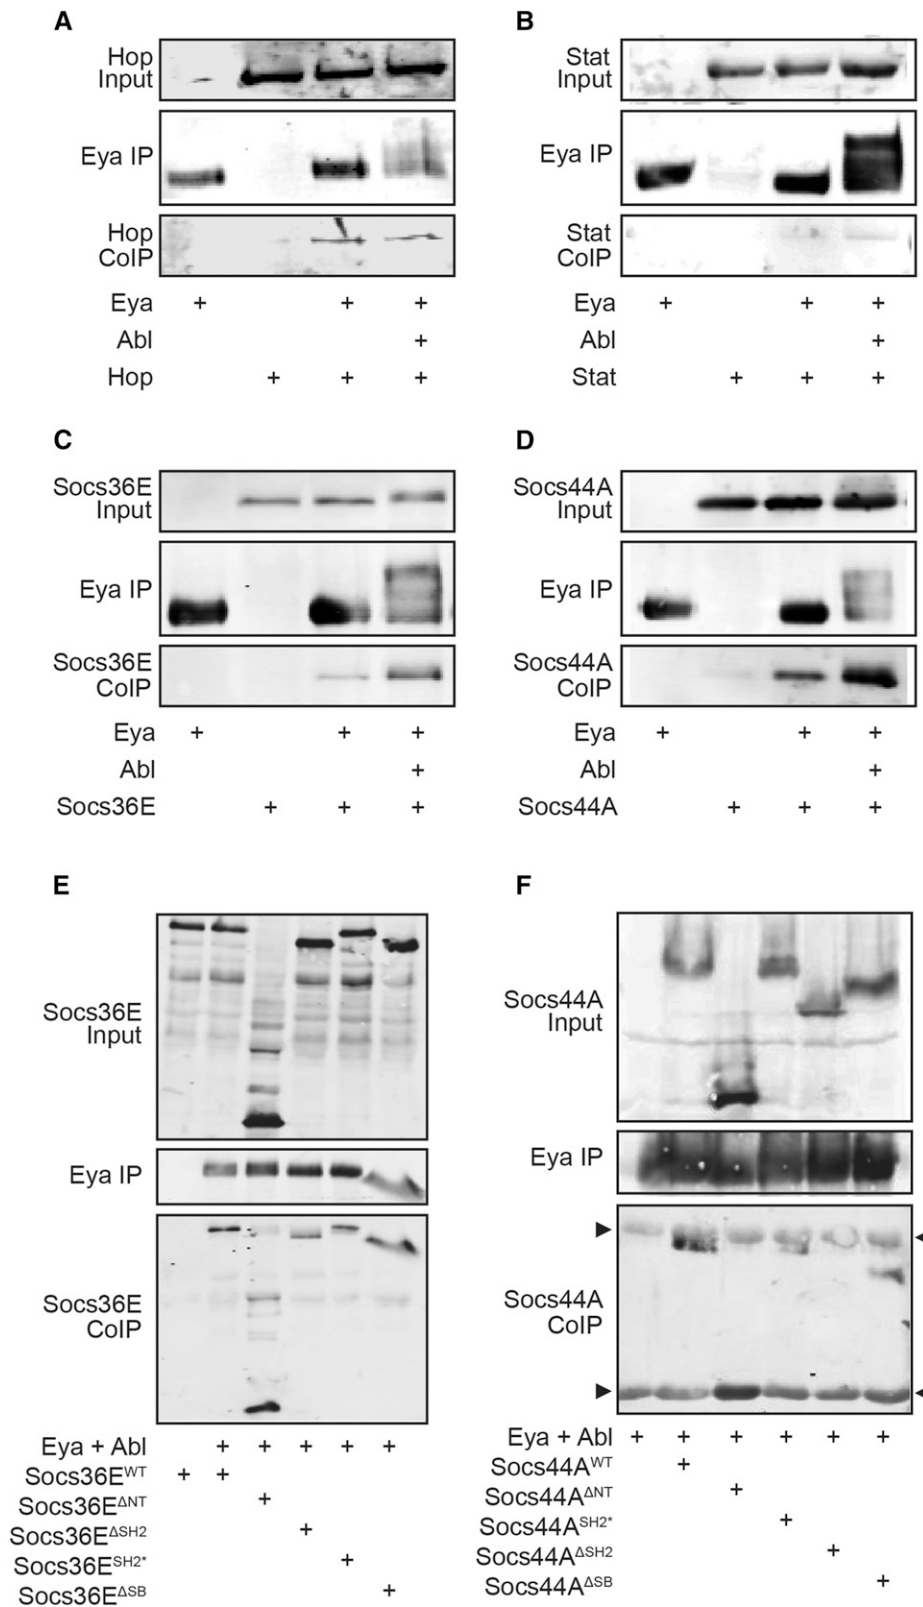 A
Hop
Input
Eya IP
Hop
CoIP
Eya + + +
Abl +
Hop + + +
B
Stat
Input
Eya IP
Stat
CoIP
Eya + + +
Abl +
Stat + + +
C
Socs36E
Input
Eya IP
Socs36E
CoIP
Eya + + +
Abl +
Socs36E + + +
D
Socs44A
Input
Eya IP
Socs44A
CoIP
Eya + + +
Abl +
Socs44A + + +
E
Socs36E
Input
Eya IP
Socs36E
CoIP
Eya + Abl + + + + +
Socs36E^WT + +
Socs36E^ΔNT +
Socs36E^ΔSH2 +
Socs36E^SH2* +
Socs36E^ΔSB +
F
Socs44A
Input
Eya IP
Socs44A
CoIP
Eya + Abl + + + + + +
Socs44A^WT +
Socs44A^ΔNT +
Socs44A^SH2* +
Socs44A^ΔSH2 +
Socs44A^ΔSB +